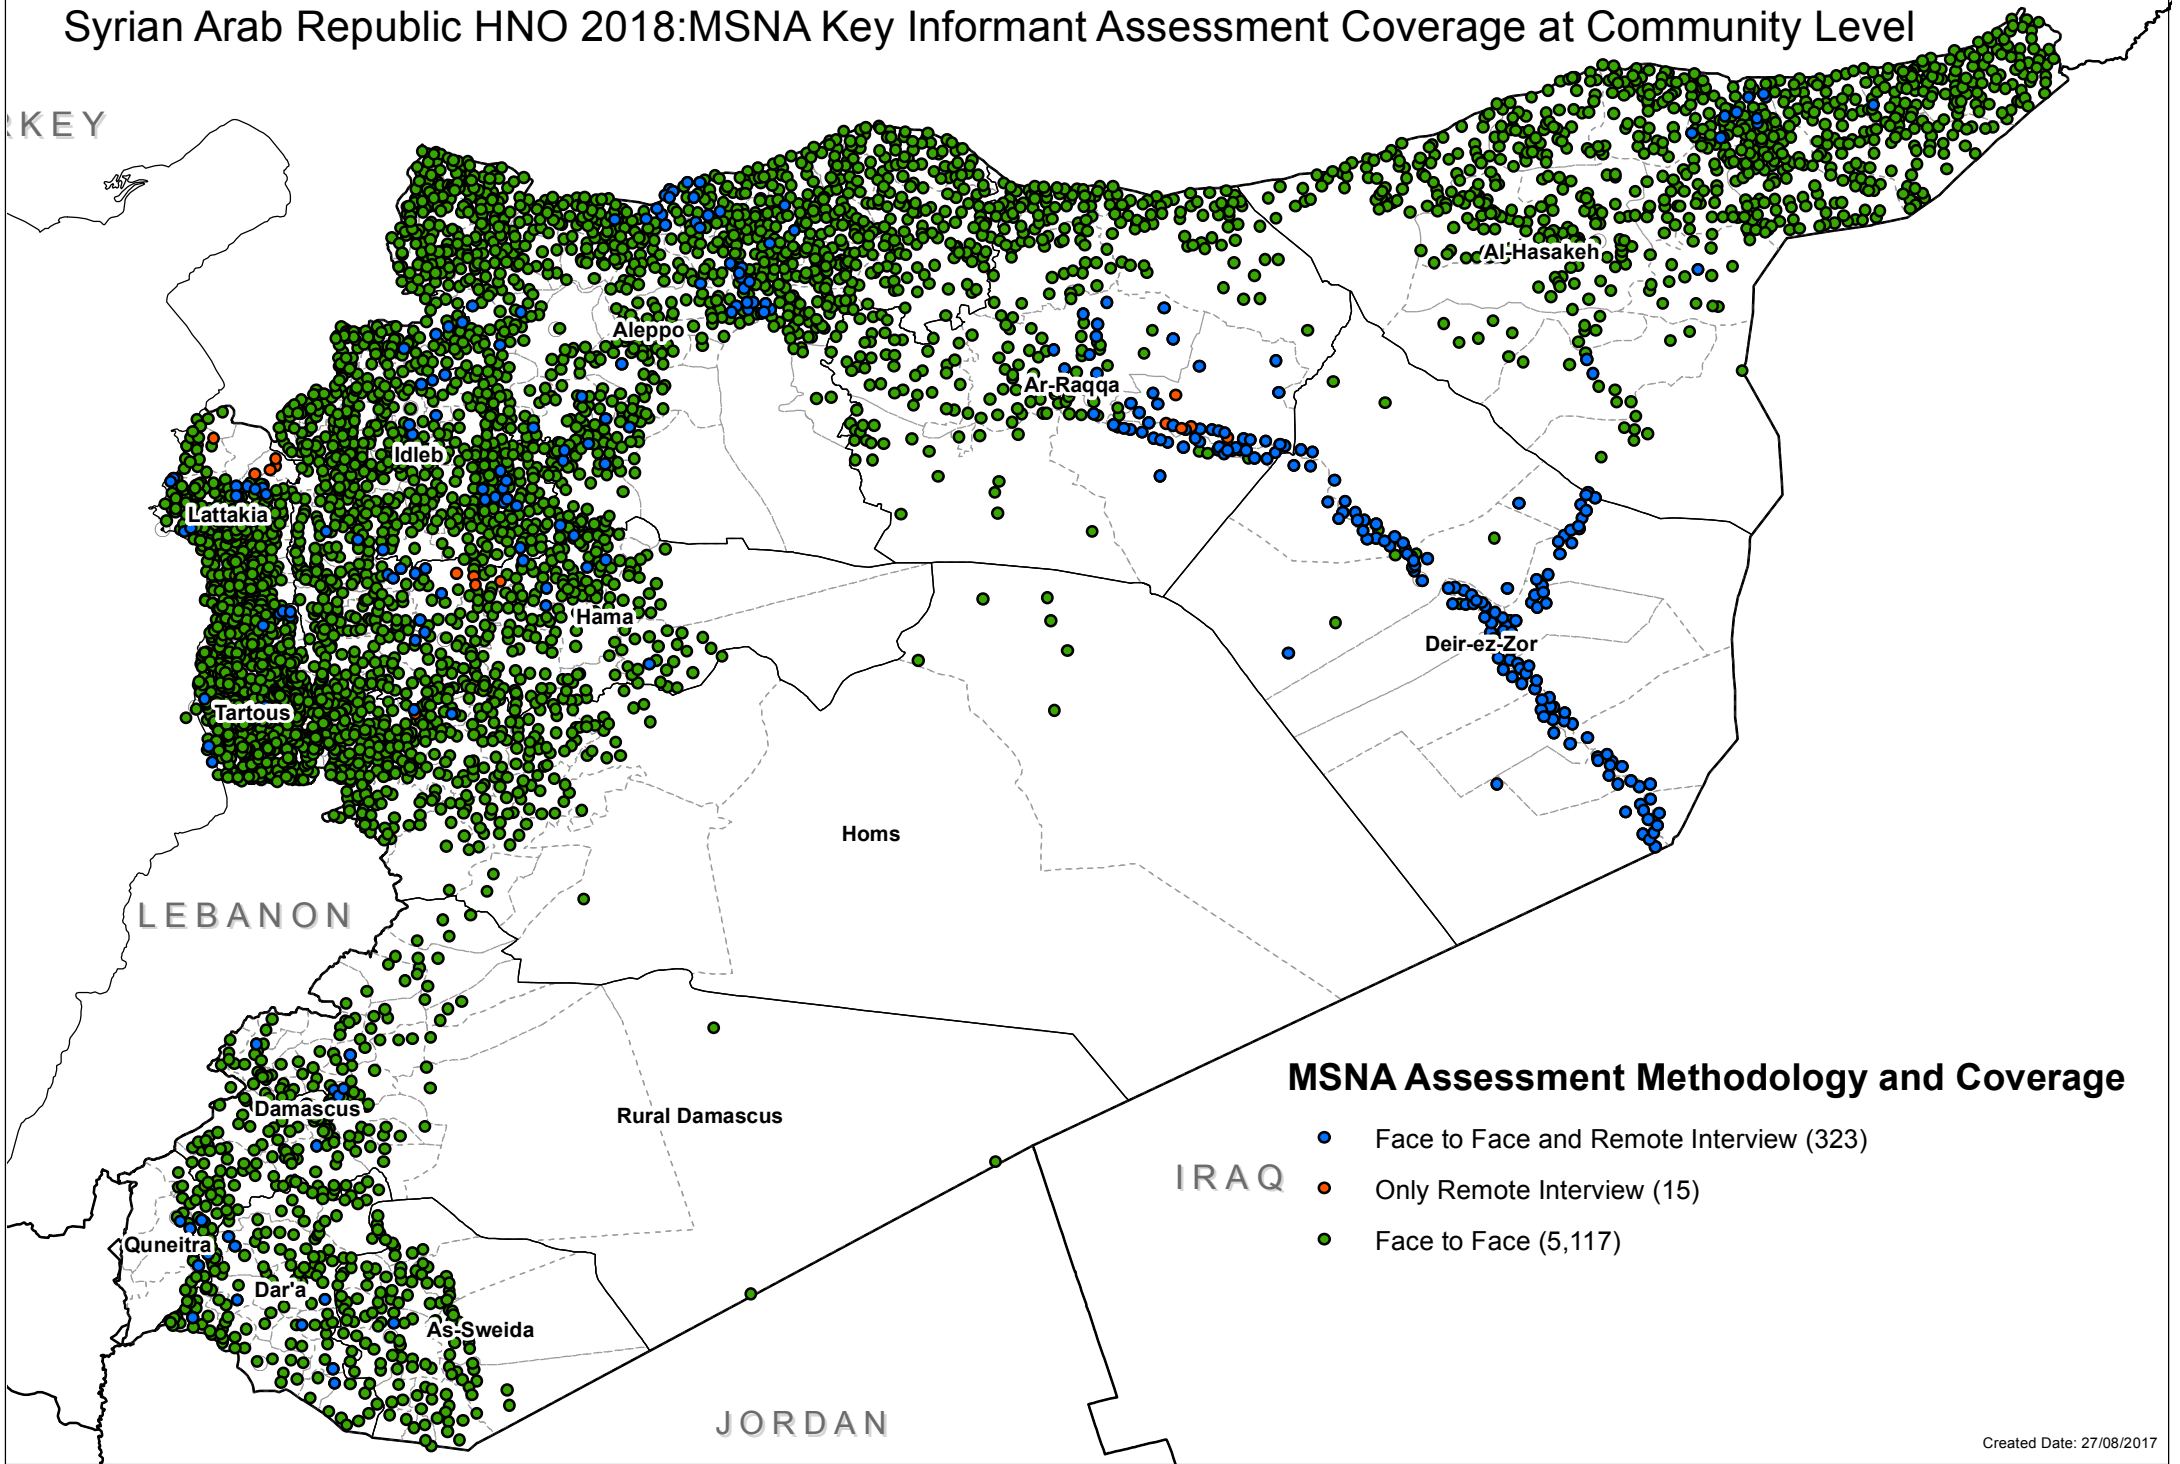 Syrian Arab Republic HNO 2018:MSNA Key Informant Assessment Coverage at Community Level
RKEY
Al-Hasakeh
Aleppo
Ar-Raqqa
Idleb
Lattakia
Hama
Deir-ez-Zor
Tartous
Homs
LEBANON
MSNA Assessment Methodology and Coverage
Damascus
Rural Damascus
Face to Face and Remote Interview (323)
IRAQ
Only Remote Interview (15)
Quneitra
Face to Face (5,117)
Dar'a
As-Sweida
JORDAN
Created Date: 27/08/2017